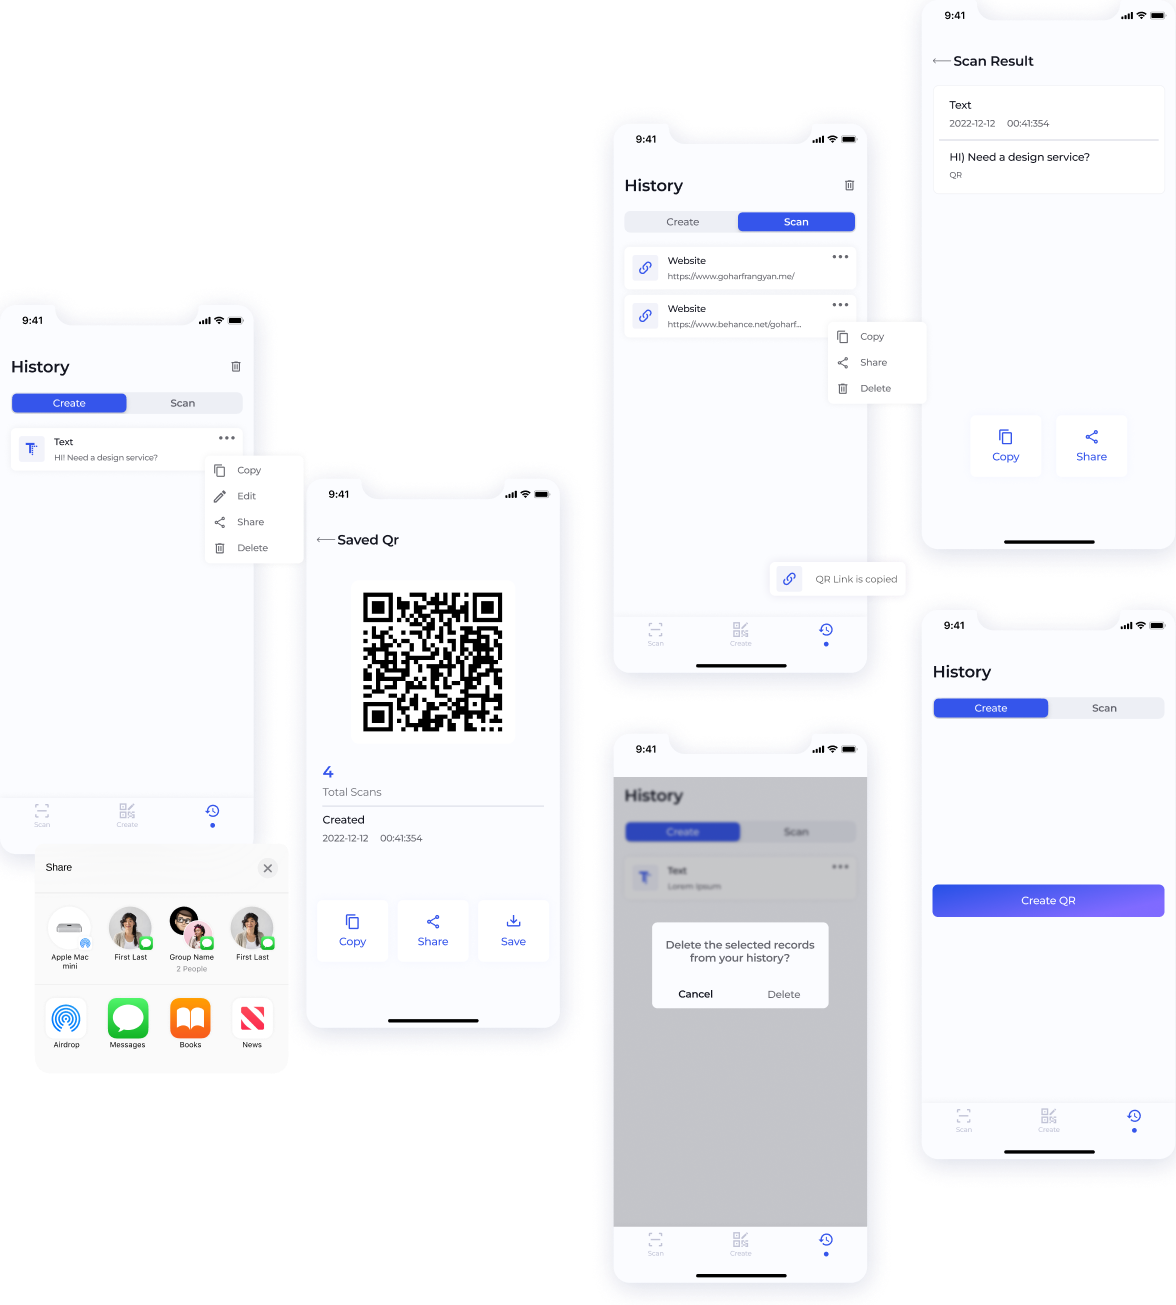 9:41
History
Create
Scan
Text
HI! Need a design service?
Copy
Edit
Share
Delete
Scan
Create
Share
Apple Mac
mini
First Last
Group Name
2 People
First Last
Airdrop
Messages
Books
News
9:41
Saved Qr
4
Total Scans
Created
2022-12-12 00:41:354
Copy
Share
Save
9:41
History
Create
Scan
Website
https://www.goharfrangyan.me/
Website
https://www.behance.net/goharf...
Copy
Share
Delete
QR Link is copied
Scan
Create
9:41
History
Create
Scan
Text
Lorem Ipsum
Delete the selected records
from your history?
Cancel
Delete
Scan
Create
9:41
Scan Result
Text
2022-12-12 00:41:354
HI) Need a design service?
QR
Copy
Share
9:41
History
Create
Scan
Create QR
Scan
Create